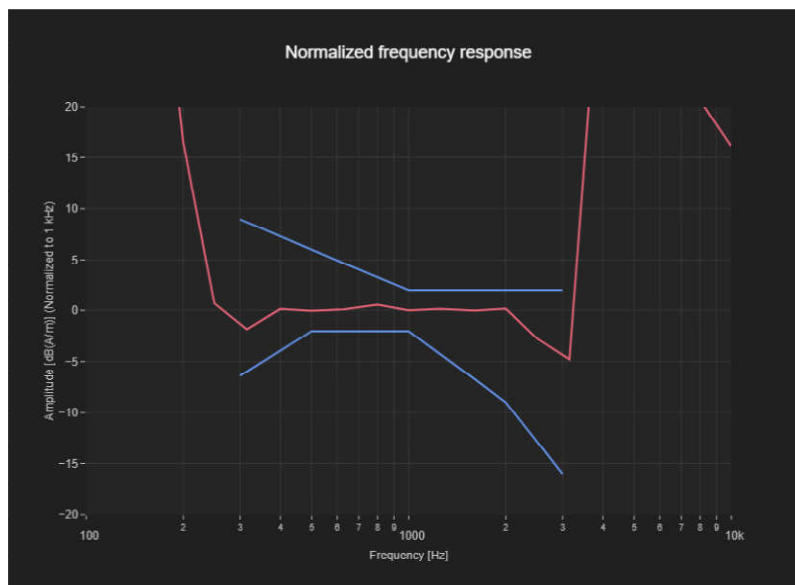 Normalized frequency response
Amplitude [dB(A/m)] (Normalized to 1 kHz)
20
15
10
5
0
−5
−10
−15
−20
100 2 3 4 5 6 7 8 9 1000 2 3 4 5 6 7 8 9 10k
Frequency [Hz]